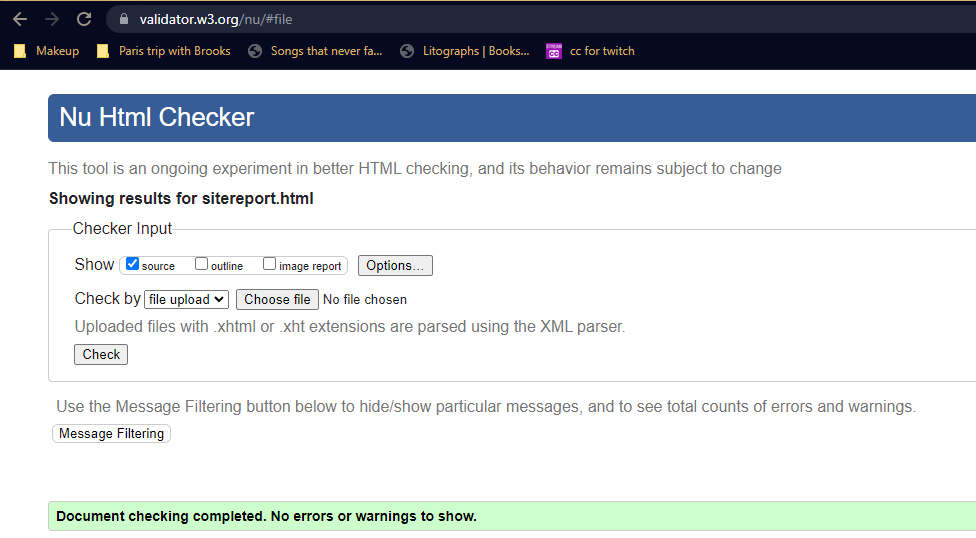 validator.w3.org/nu/#file
Makeup Paris trip with Brooks Songs that never fa... Litographs | Books... STREAM CC cc for twitch
Nu Html Checker
This tool is an ongoing experiment in better HTML checking, and its behavior remains subject to change
Showing results for sitereport.html
Checker Input
Show source outline image report Options...
Check by file upload Choose file No file chosen
Uploaded files with .xhtml or .xht extensions are parsed using the XML parser.
Check
Use the Message Filtering button below to hide/show particular messages, and to see total counts of errors and warnings.
Message Filtering
Document checking completed. No errors or warnings to show.